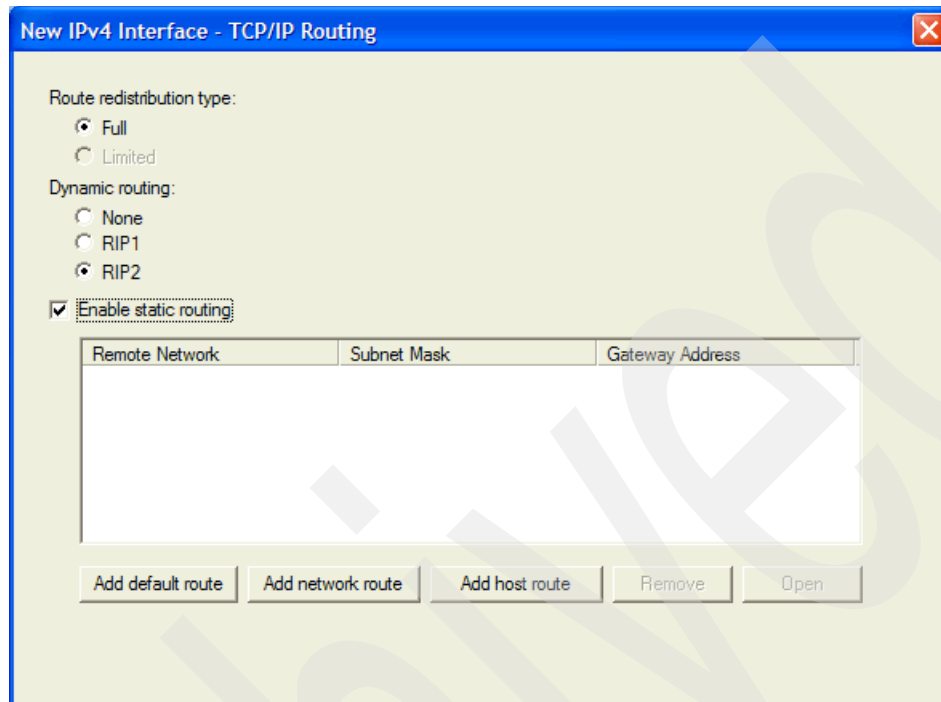 New IPv4 Interface - TCP/IP Routing
Route redistribution type:
Full
Limited
Dynamic routing:
None
RIP1
RIP2
Enable static routing
Remote Network Subnet Mask Gateway Address
Add default route Add network route Add host route Remove Open